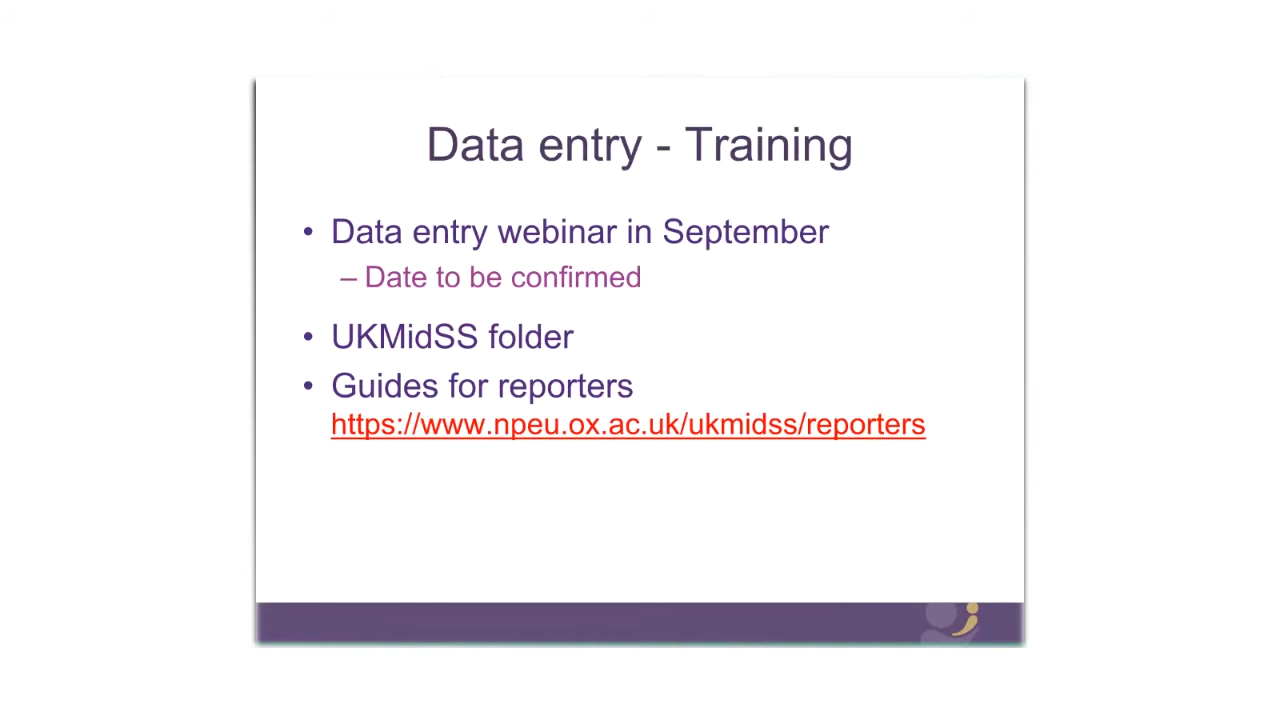 Data entry - Training
• Data entry webinar in September
– Date to be confirmed
• UKMidSS folder
• Guides for reporters
https://www.npeu.ox.ac.uk/ukmidss/reporters